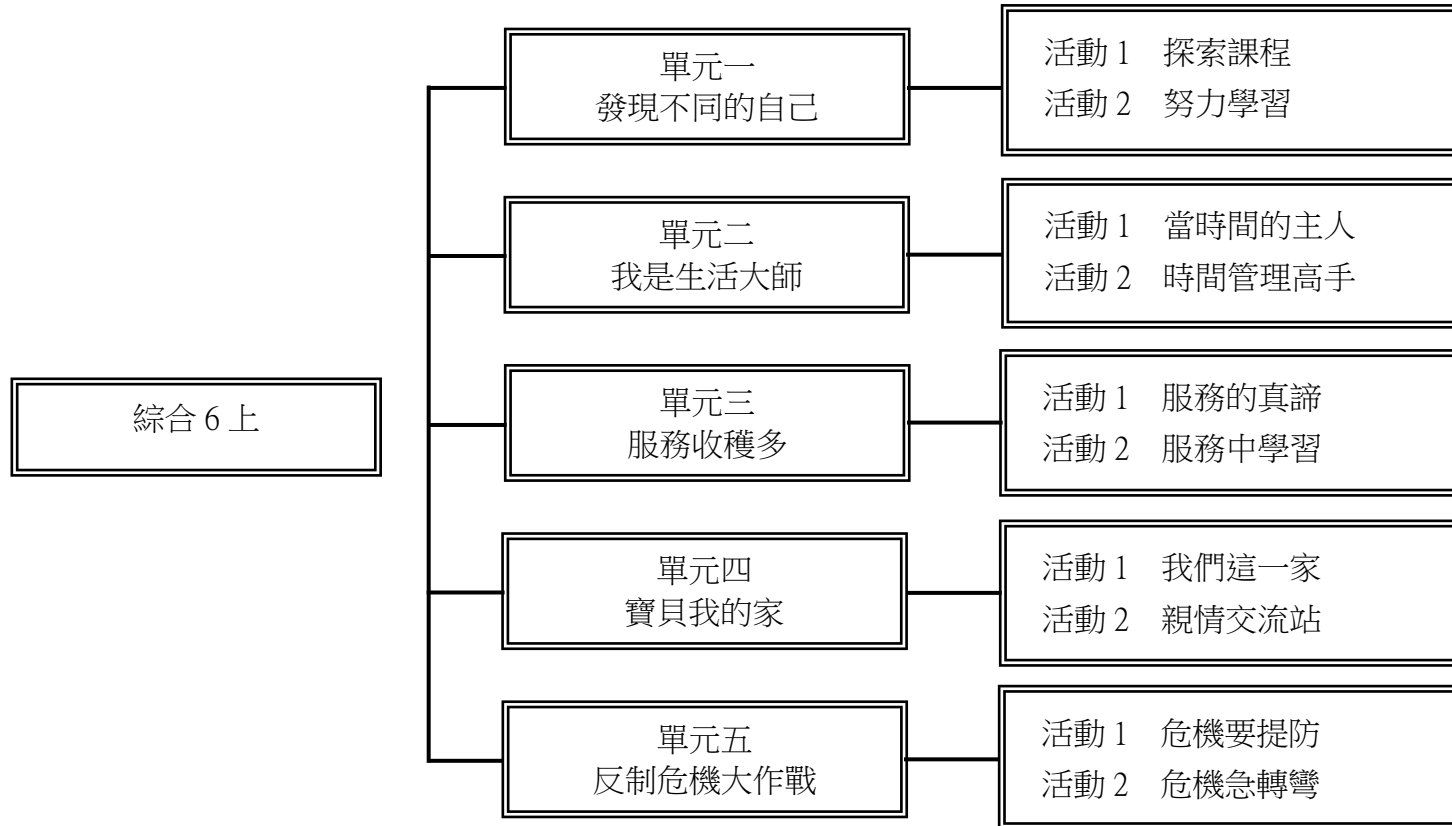 綜合6上
單元一
發現不同的自己
活動1　探索課程
活動2　努力學習
單元二
我是生活大師
活動1　當時間的主人
活動2　時間管理高手
單元三
服務收穫多
活動1　服務的真諦
活動2　服務中學習
單元四
寶貝我的家
活動1　我們這一家
活動2　親情交流站
單元五
反制危機大作戰
活動1　危機要提防
活動2　危機急轉彎